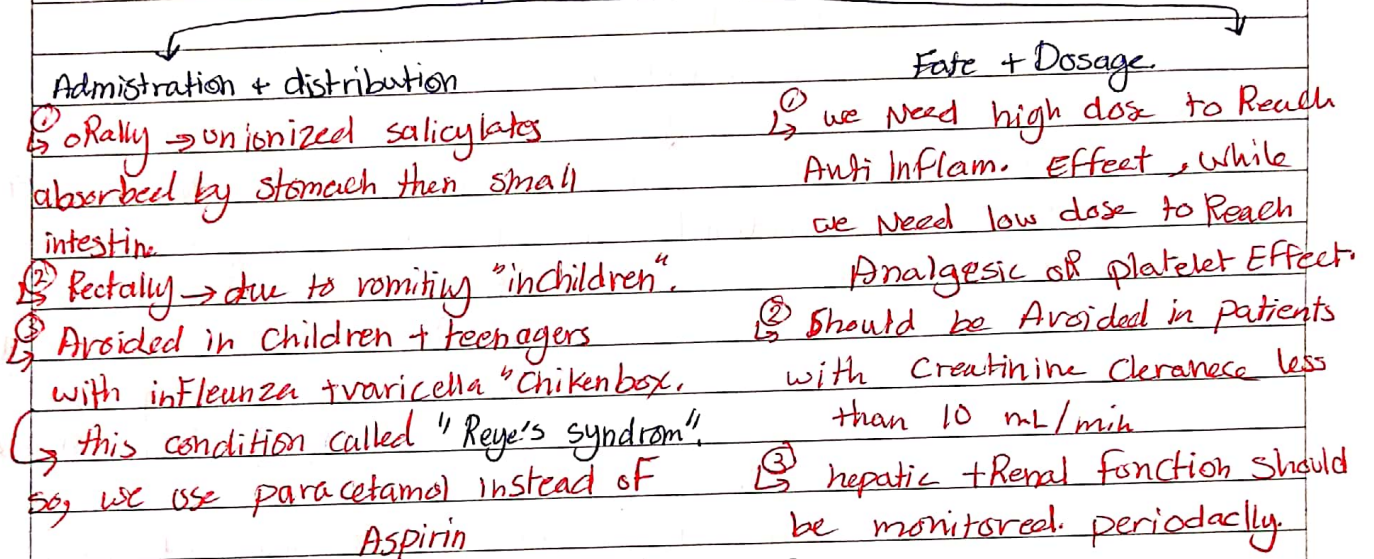 Admistration + distribution
① oRally → unionized salicylates
absorbed by stomach then small
intestin.
② Rectally → due to vomitiy "inchildren".
③ Avoided in children + teenagers
with infleunza +varicella "Chikenbox.
↳ this condition called "Reye's syndrom".
so, we use paracetamol instead of
Aspirin
Fate + Dosage.
① we Need high dose to Reach
Anti Inflam. Effect, while
we Need low dose to Reach
Analgesic oR platelet Effect.
② Should be Avoided in patients
with Creatinine Cleranece less
than 10 mL/min
③ hepatic +Renal fonction should
be monitored. periodaclly.